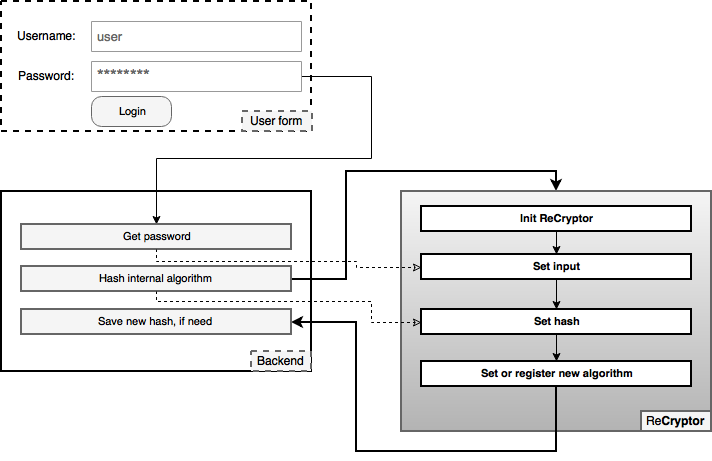 Username:
user
Password:
********
Login
User form
Get password
Hash internal algorithm
Save new hash, if need
Backend
Init ReCryptor
Set input
Set hash
Set or register new algorithm
ReCryptor